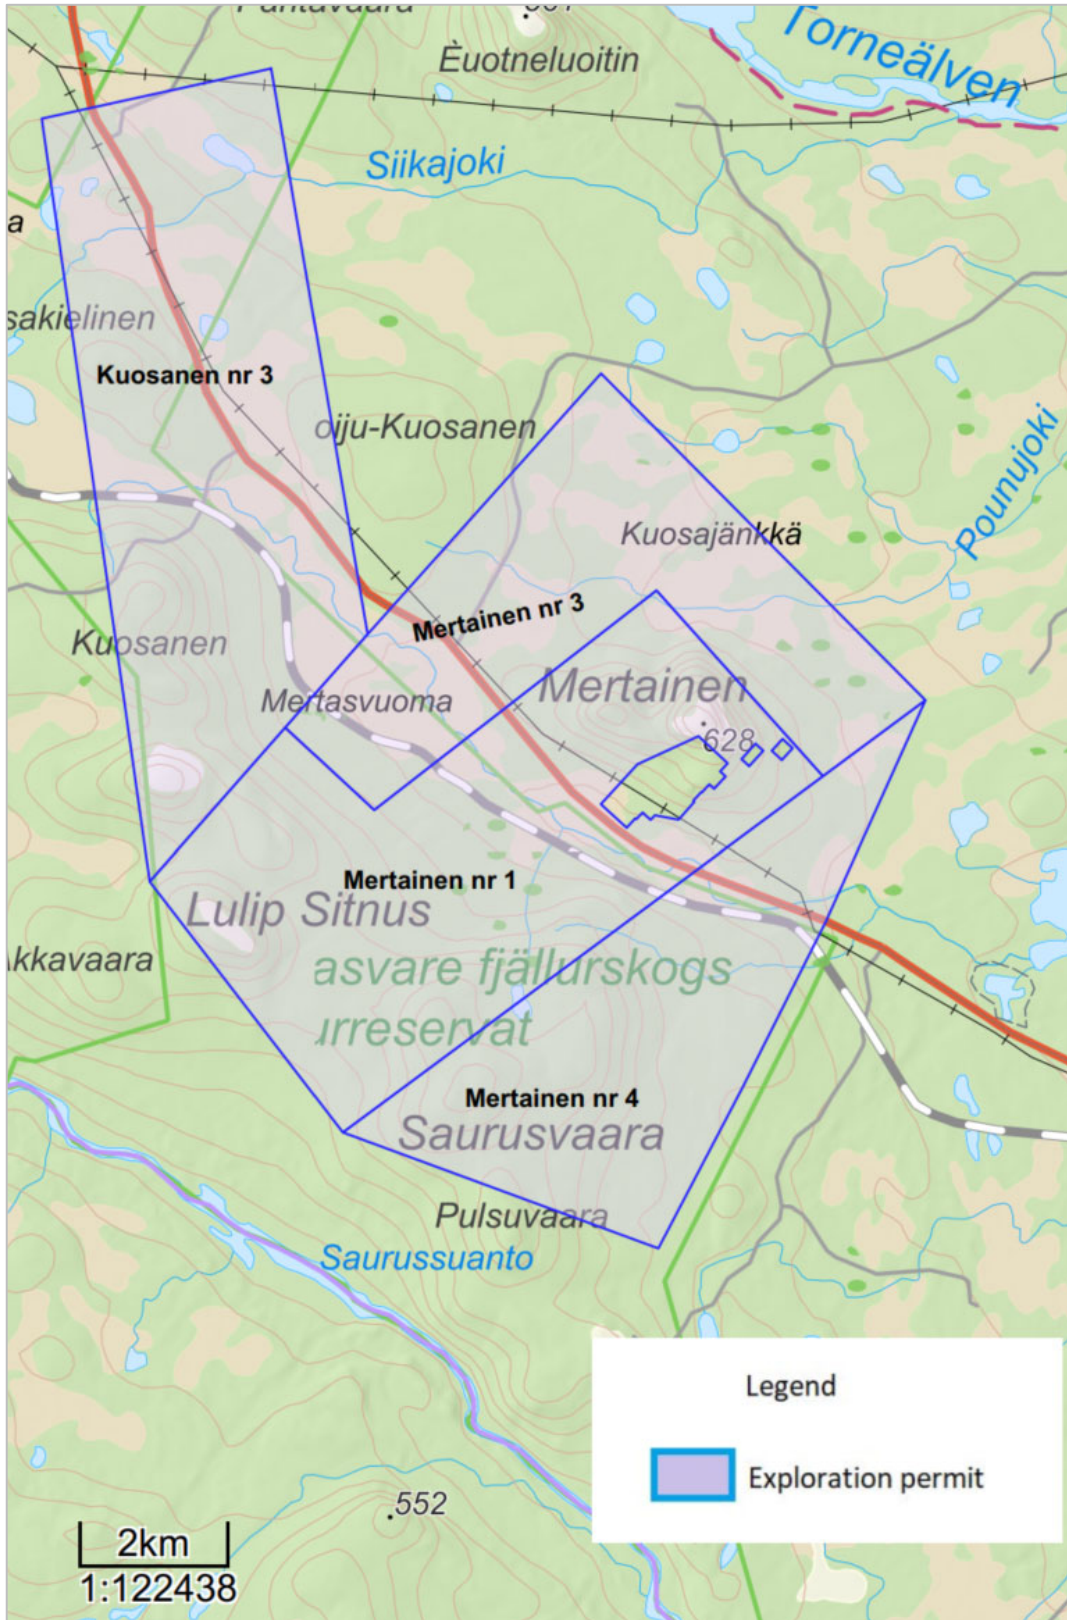 Torneälven
Èuotneluoitin
Siikajoki
a
sakielinen
Kuosanen nr 3
oiju-Kuosanen
Pounujoki
Kuosajänkkä
Mertainen nr 3
Kuosanen
Mertainen
Mertasvuoma
628
Mertainen nr 1
Lulip Sitnus
kkavaara
asvare fjällurskogs
urreservat
Mertainen nr 4
Saurusvaara
Pulsuvaara
Saurussuanto
Legend
Exploration permit
552
2km
1:122438